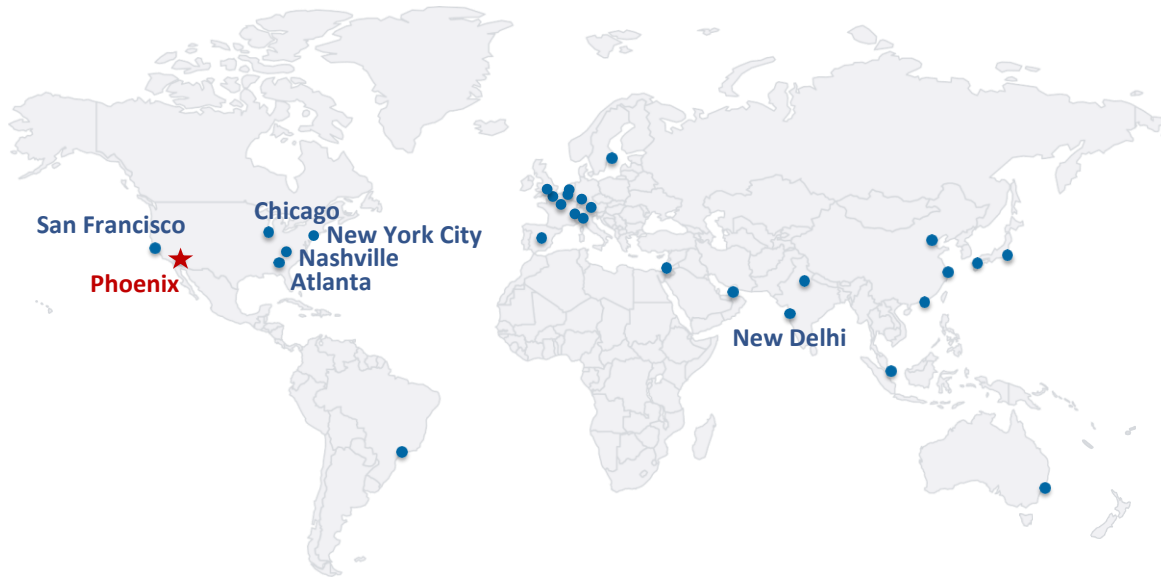 Chicago
San Francisco
New York City
Nashville
Phoenix
Atlanta
New Delhi